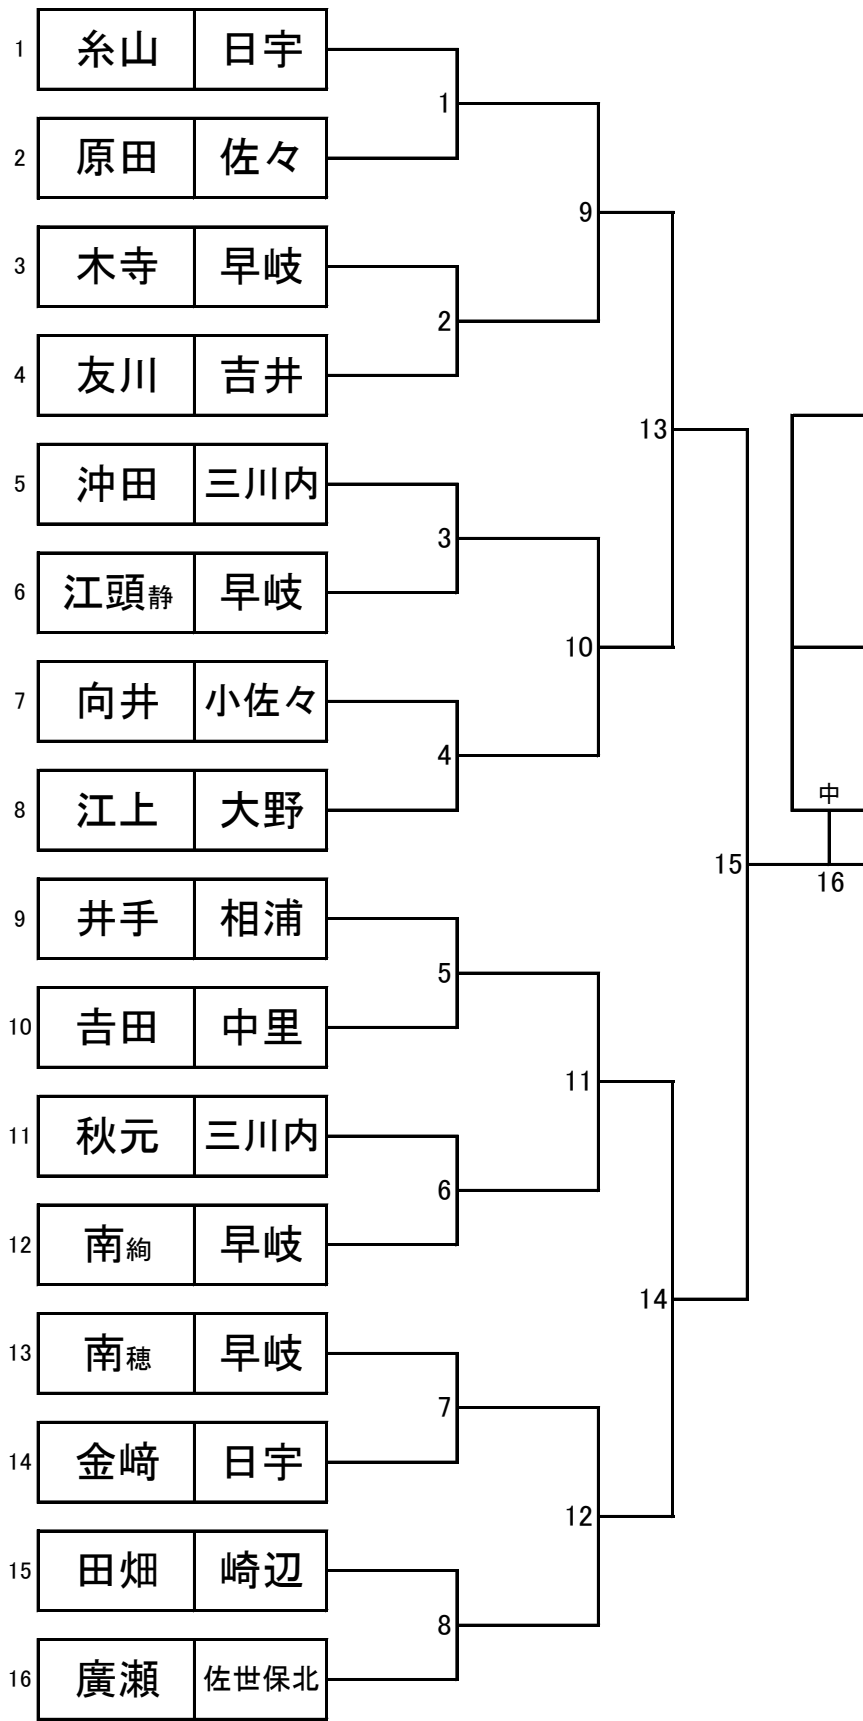 1 糸山 日宇
1
2 原田 佐々
9
3 木寺 早岐
2
4 友川 吉井
13
5 沖田 三川内
3
6 江頭静 早岐
10
7 向井 小佐々
4
8 江上 大野
中
15
16
9 井手 相浦
5
10 𠮷田 中里
11
11 秋元 三川内
6
12 南絢 早岐
14
13 南穂 早岐
7
14 金﨑 日宇
12
15 田畑 崎辺
8
16 廣瀬 佐世保北